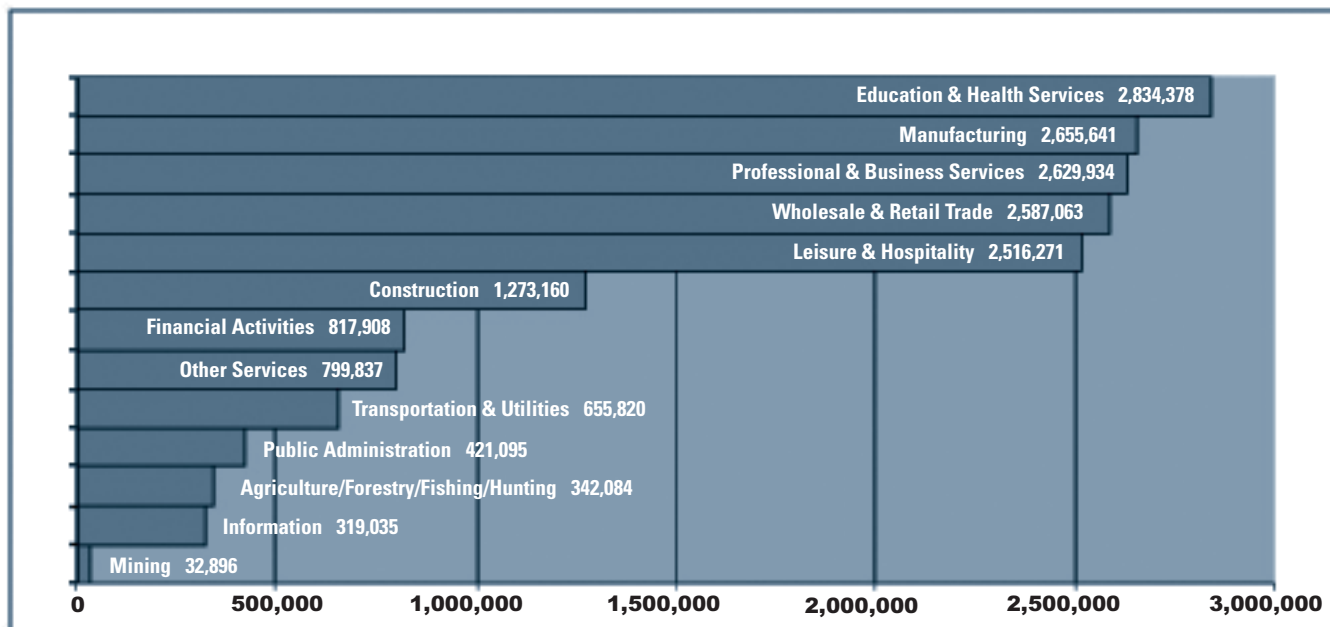 Education & Health Services 2,834,378
Manufacturing 2,655,641
Professional & Business Services 2,629,934
Wholesale & Retail Trade 2,587,063
Leisure & Hospitality 2,516,271
Construction 1,273,160
Financial Activities 817,908
Other Services 799,837
Transportation & Utilities 655,820
Public Administration 421,095
Agriculture/Forestry/Fishing/Hunting 342,084
Information 319,035
Mining 32,896
0 500,000 1,000,000 1,500,000 2,000,000 2,500,000 3,000,000